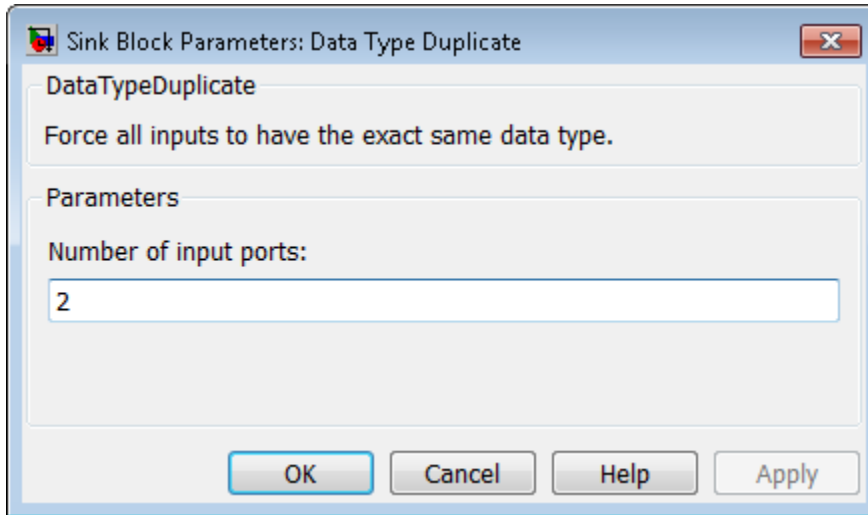 Sink Block Parameters: Data Type Duplicate
DataTypeDuplicate
Force all inputs to have the exact same data type.
Parameters
Number of input ports:
2
OK Cancel Help Apply